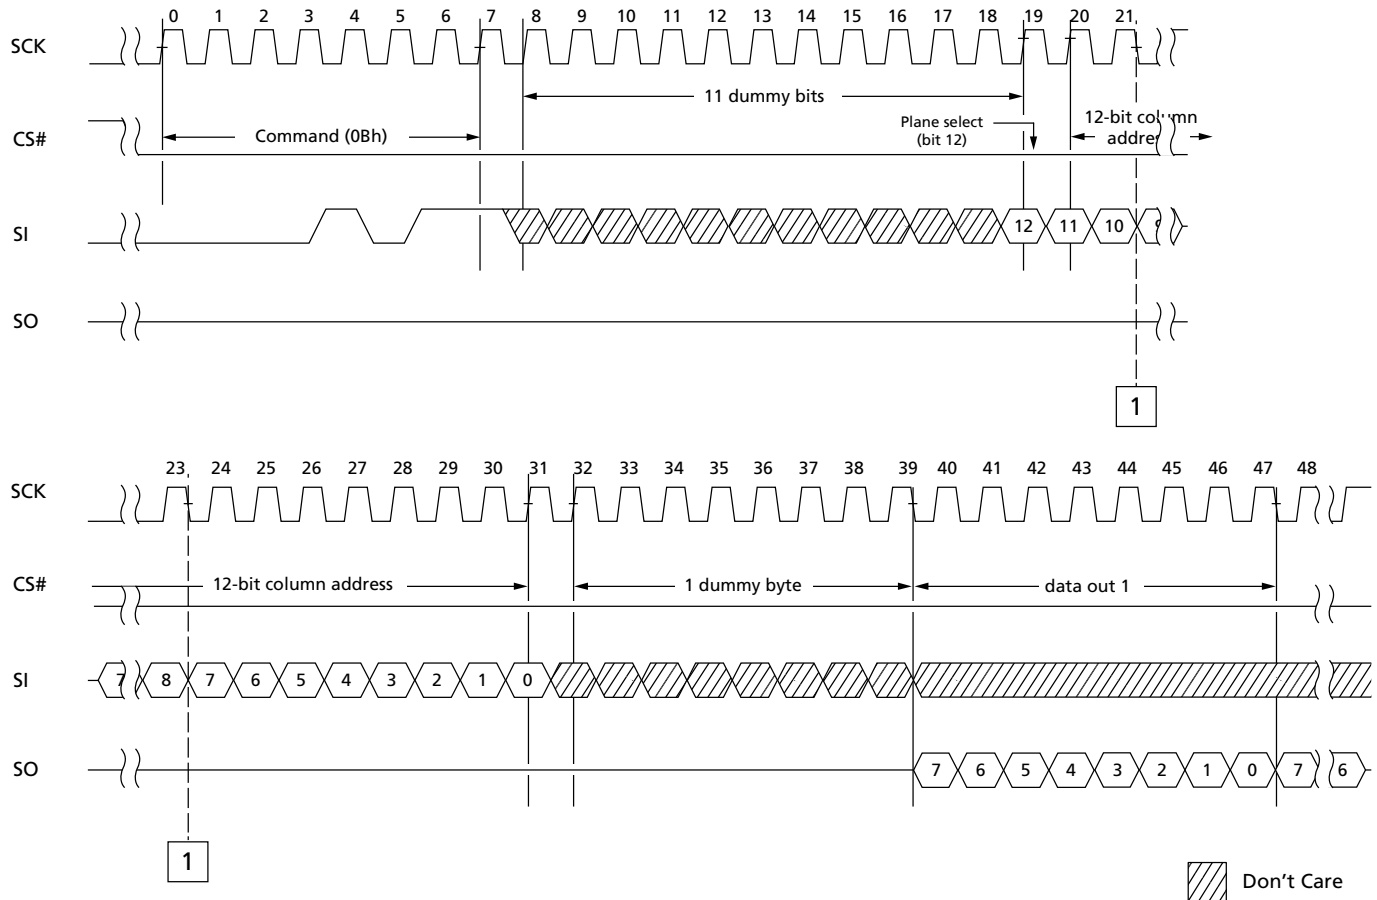 0 1 2 3 4 5 6 7 8 9 10 11 12 13 14 15 16 17 18 19 20 21
SCK
11 dummy bits
CS#
Command (0Bh)
Plane select
(bit 12)
12-bit column
addre
SI
12 11 10 9
SO
1
23 24 25 26 27 28 29 30 31 32 33 34 35 36 37 38 39 40 41 42 43 44 45 46 47 48
SCK
CS#
12-bit column address
1 dummy byte
data out 1
SI
7 8 7 6 5 4 3 2 1 0
SO
7 6 5 4 3 2 1 0 7 6
1
Don't Care